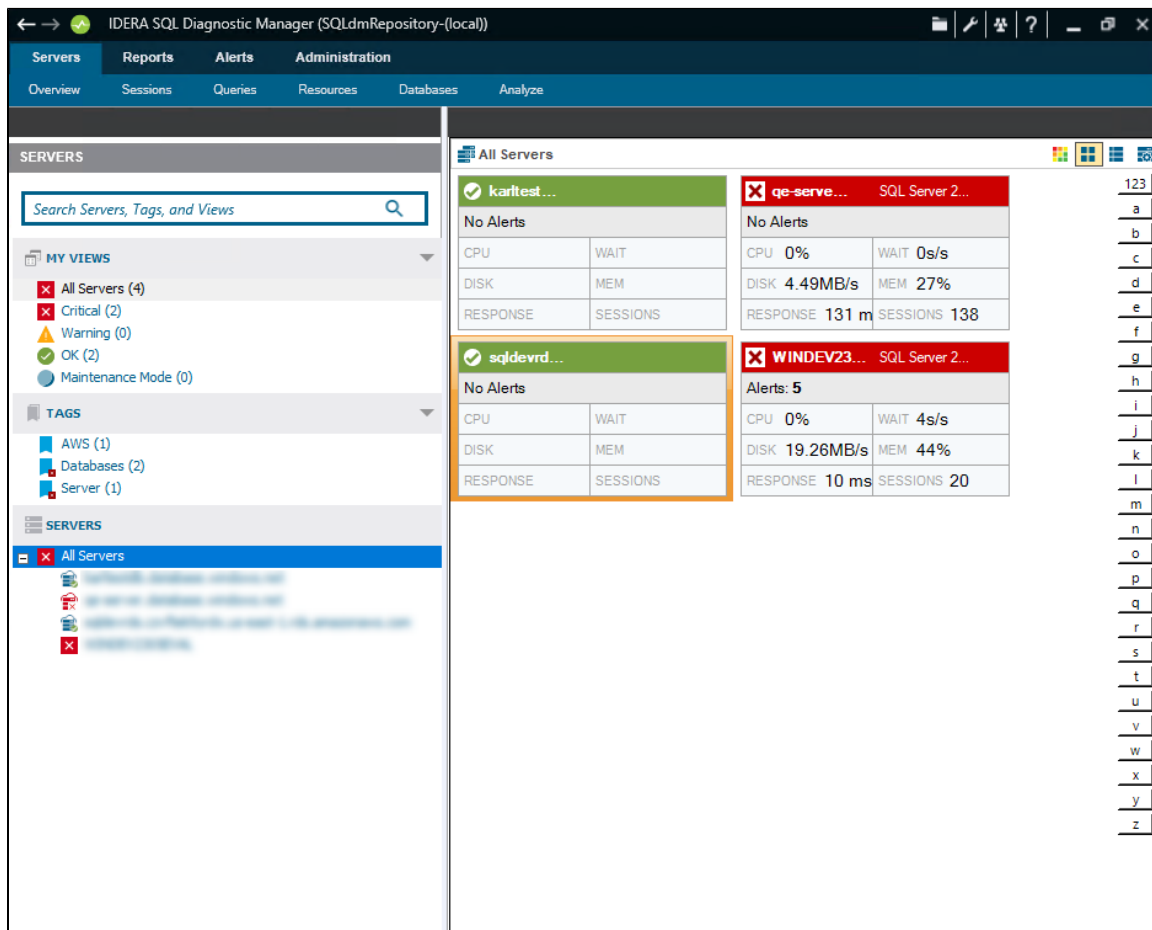 IDERA SQL Diagnostic Manager (SQLdmRepository-(local))
Servers Reports Alerts Administration
Overview Sessions Queries Resources Databases Analyze
SERVERS
Search Servers, Tags, and Views
MY VIEWS
All Servers (4)
Critical (2)
Warning (0)
OK (2)
Maintenance Mode (0)
TAGS
AWS (1)
Databases (2)
Server (1)
SERVERS
All Servers
All Servers
karltest...
No Alerts
CPU WAIT
DISK MEM
RESPONSE SESSIONS
qe-serve... SQL Server 2...
No Alerts
CPU 0% WAIT 0s/s
DISK 4.49MB/s MEM 27%
RESPONSE 131 m SESSIONS 138
sqldevrd...
No Alerts
CPU WAIT
DISK MEM
RESPONSE SESSIONS
WINDEV23... SQL Server 2...
Alerts: 5
CPU 0% WAIT 4s/s
DISK 19.26MB/s MEM 44%
RESPONSE 10 ms SESSIONS 20
123
a
b
c
d
e
f
g
h
i
j
k
l
m
n
o
p
q
r
s
t
u
v
w
x
y
z